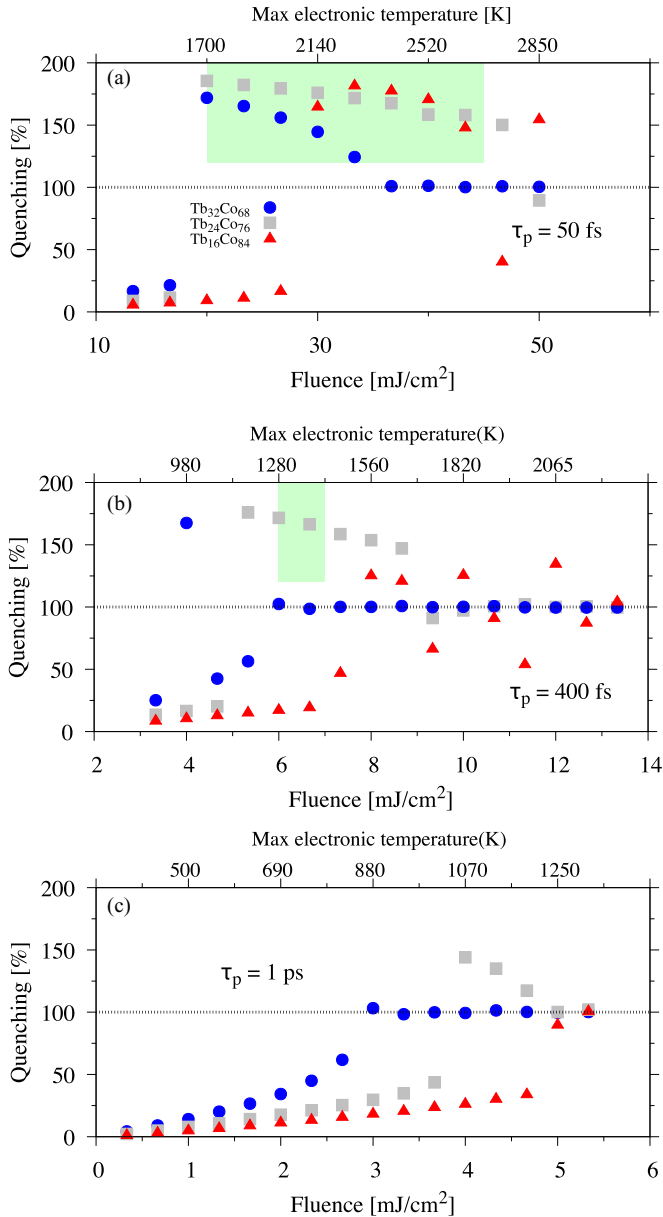 Max electronic temperature [K]
1700 2140 2520 2850
(a)
200
150
100
50
0
Quenching [%]
Tb32Co68
Tb24Co76
Tb16Co84
τp = 50 fs
10 30 50
Fluence [mJ/cm2]
Max electronic temperature(K)
980 1280 1560 1820 2065
(b)
200
150
100
50
0
Quenching [%]
τp = 400 fs
2 4 6 8 10 12 14
Fluence [mJ/cm2]
Max electronic temperature(K)
500 690 880 1070 1250
(c)
200
150
100
50
0
Quenching [%]
τp = 1 ps
0 1 2 3 4 5 6
Fluence [mJ/cm2]